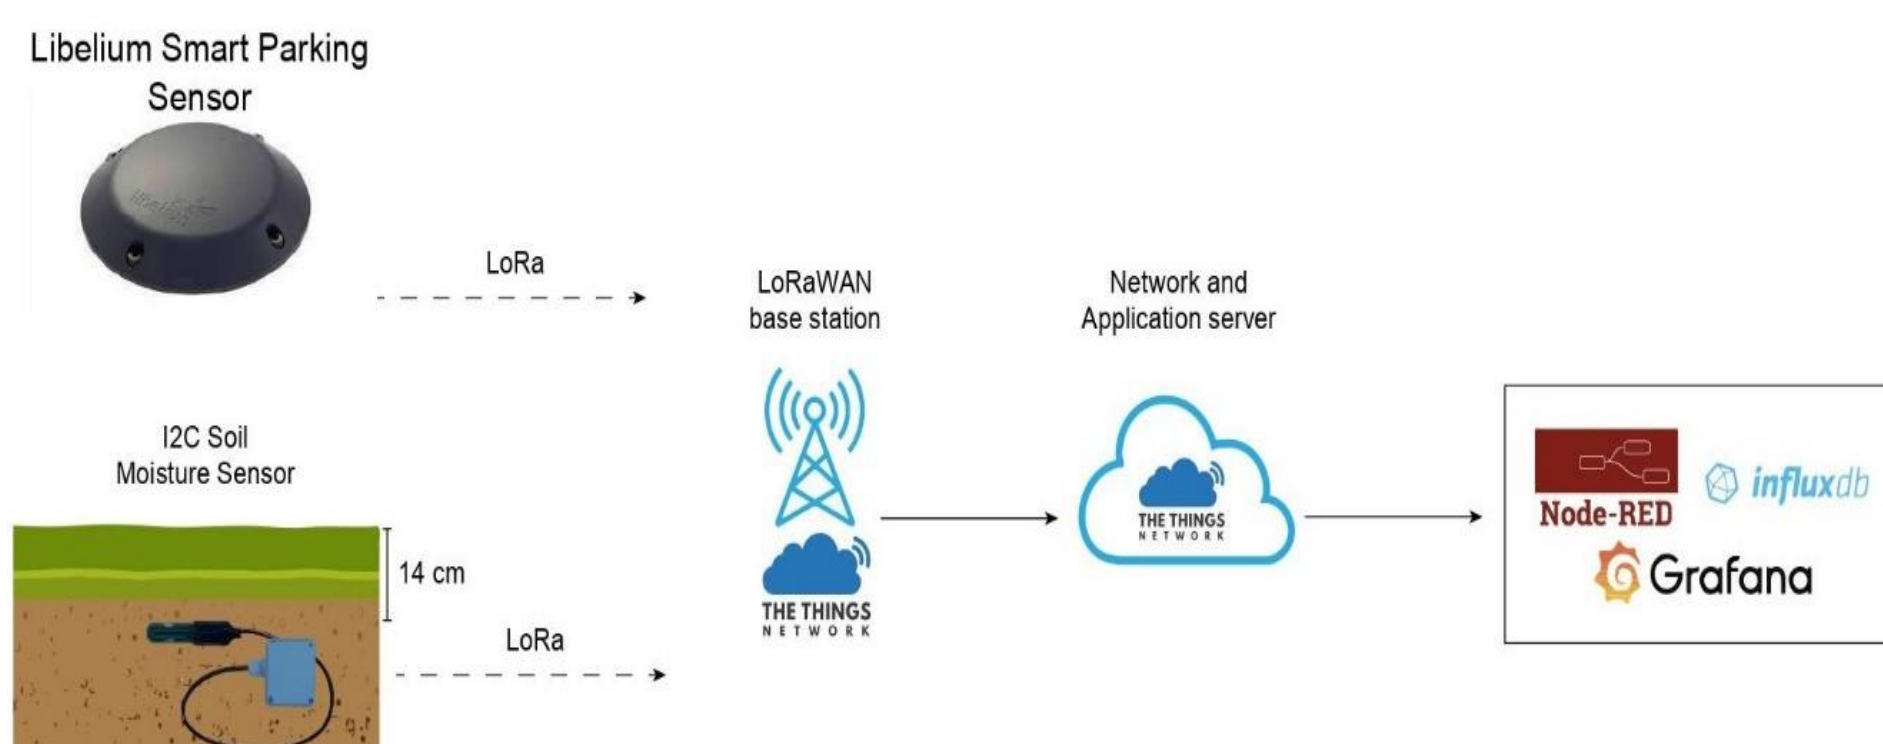 Libelium Smart Parking
Sensor
libelium
LoRa
LoRaWAN
base station
Network and
Application server
I2C Soil
Moisture Sensor
14 cm
LoRa
THE THINGS
NETWORK
THE THINGS
NETWORK
Node-RED
influxdb
Grafana